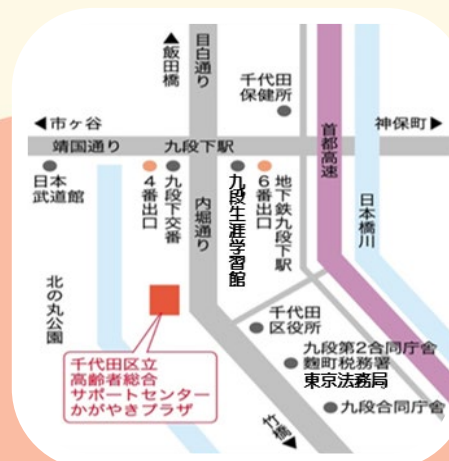 ▲飯田橋
目白通り
千代田
保健所
首都高速
◀市ヶ谷
神保町▶
靖国通り
九段下駅
日本
武道館
4番出口
九段下交番
内堀通り
九段生涯学習館
6番出口
地下鉄九段下駅
日本橋川
北の丸公園
千代田
区役所
千代田区立
高齢者総合
サポートセンター
かがやきプラザ
九段第2合同庁舎
麹町税務署
東京法務局
九段合同庁舎
竹橋▼